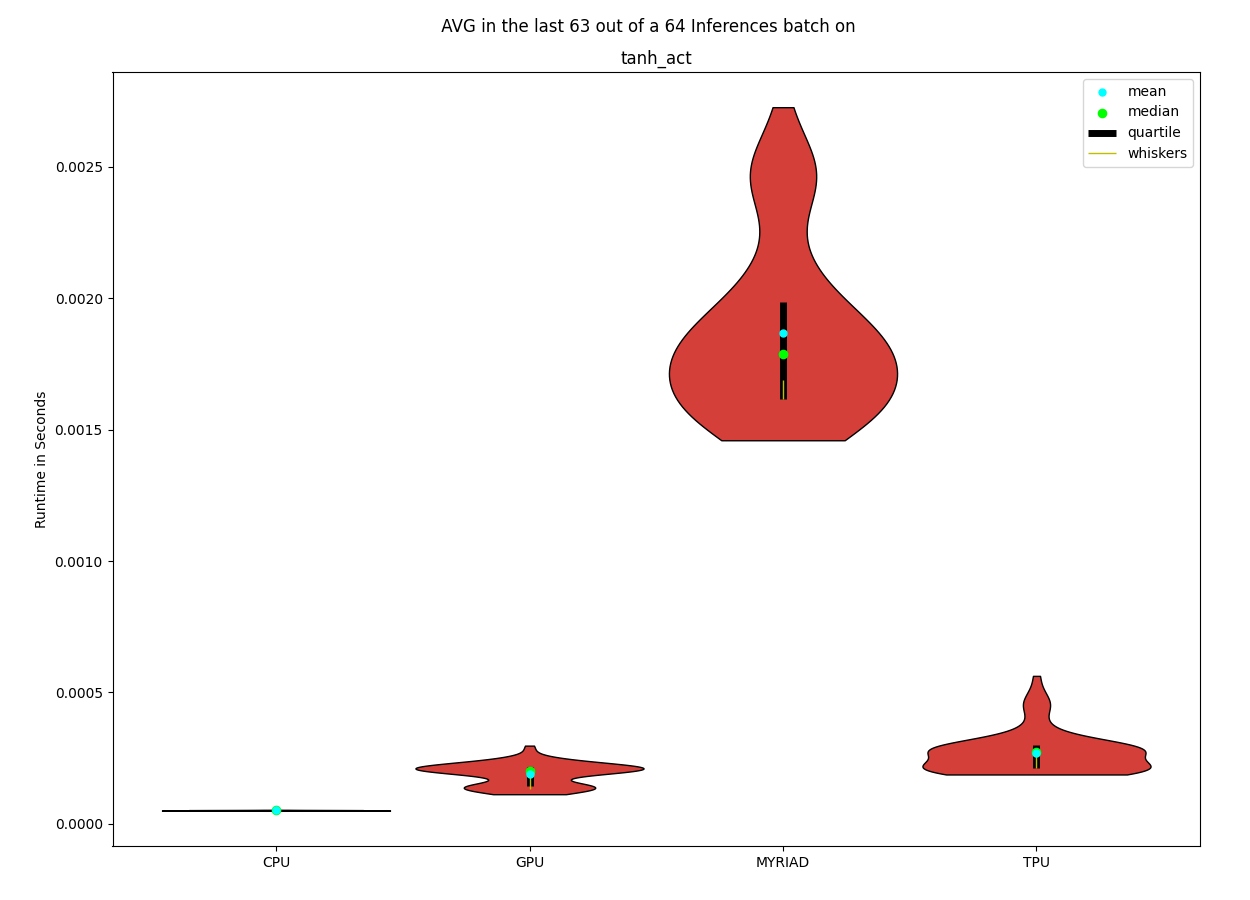 AVG in the last 63 out of a 64 Inferences batch on
tanh_act
mean
median
quartile
whiskers
Runtime in Seconds
0.0025
0.0020
0.0015
0.0010
0.0005
0.0000
CPU
GPU
MYRIAD
TPU